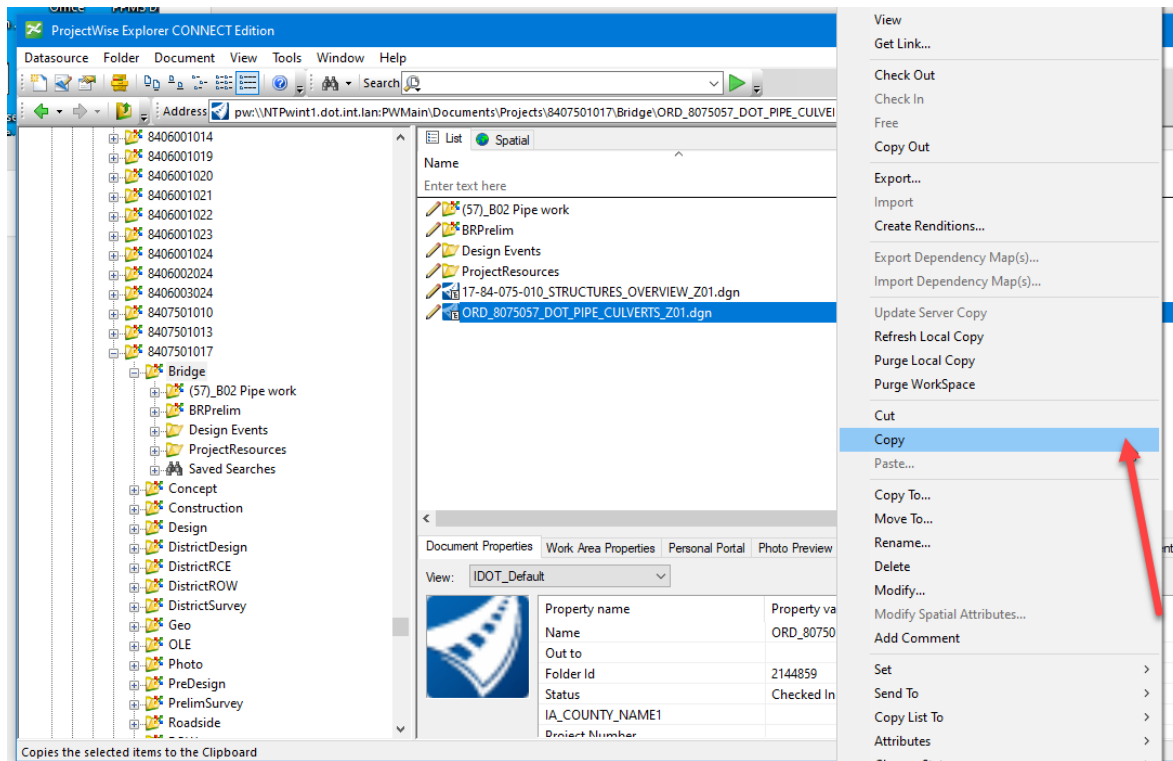 ProjectWise Explorer CONNECT Edition
Datasource Folder Document View Tools Window Help
Search
Address pw:\\NTPwint1.dot.int.lan:PWMain\Documents\Projects\8407501017\Bridge\ORD_8075057_DOT_PIPE_CULVE
8406001014
8406001019
8406001020
8406001021
8406001022
8406001023
8406001024
8406002024
8406003024
8407501010
8407501013
8407501017
Bridge
(57)_B02 Pipe work
BRPrelim
Design Events
ProjectResources
Saved Searches
Concept
Construction
Design
DistrictDesign
DistrictRCE
DistrictROW
DistrictSurvey
Geo
OLE
Photo
PreDesign
PrelimSurvey
Roadside
List Spatial
Name
Enter text here
(57)_B02 Pipe work
BRPrelim
Design Events
ProjectResources
17-84-075-010_STRUCTURES_OVERVIEW_Z01.dgn
ORD_8075057_DOT_PIPE_CULVERTS_Z01.dgn
Document Properties Work Area Properties Personal Portal Photo Preview
View: IDOT_Default
Property name Property va
Name ORD_80750
Out to
Folder Id 2144859
Status Checked In
IA_COUNTY_NAME1
Project Number
View
Get Link...
Check Out
Check In
Free
Copy Out
Export...
Import
Create Renditions...
Export Dependency Map(s)...
Import Dependency Map(s)...
Update Server Copy
Refresh Local Copy
Purge Local Copy
Purge WorkSpace
Cut
Copy
Paste...
Copy To...
Move To...
Rename...
Delete
Modify...
Modify Spatial Attributes...
Add Comment
Set
Send To
Copy List To
Attributes
Copies the selected items to the Clipboard